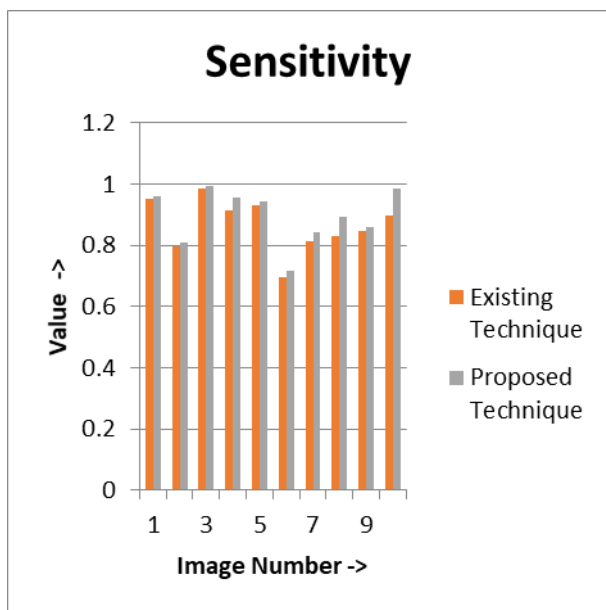 Sensitivity
1.2
1
0.8
0.6
0.4
0.2
0
Value ->
1 3 5 7 9
Image Number ->
Existing
Technique
Proposed
Technique